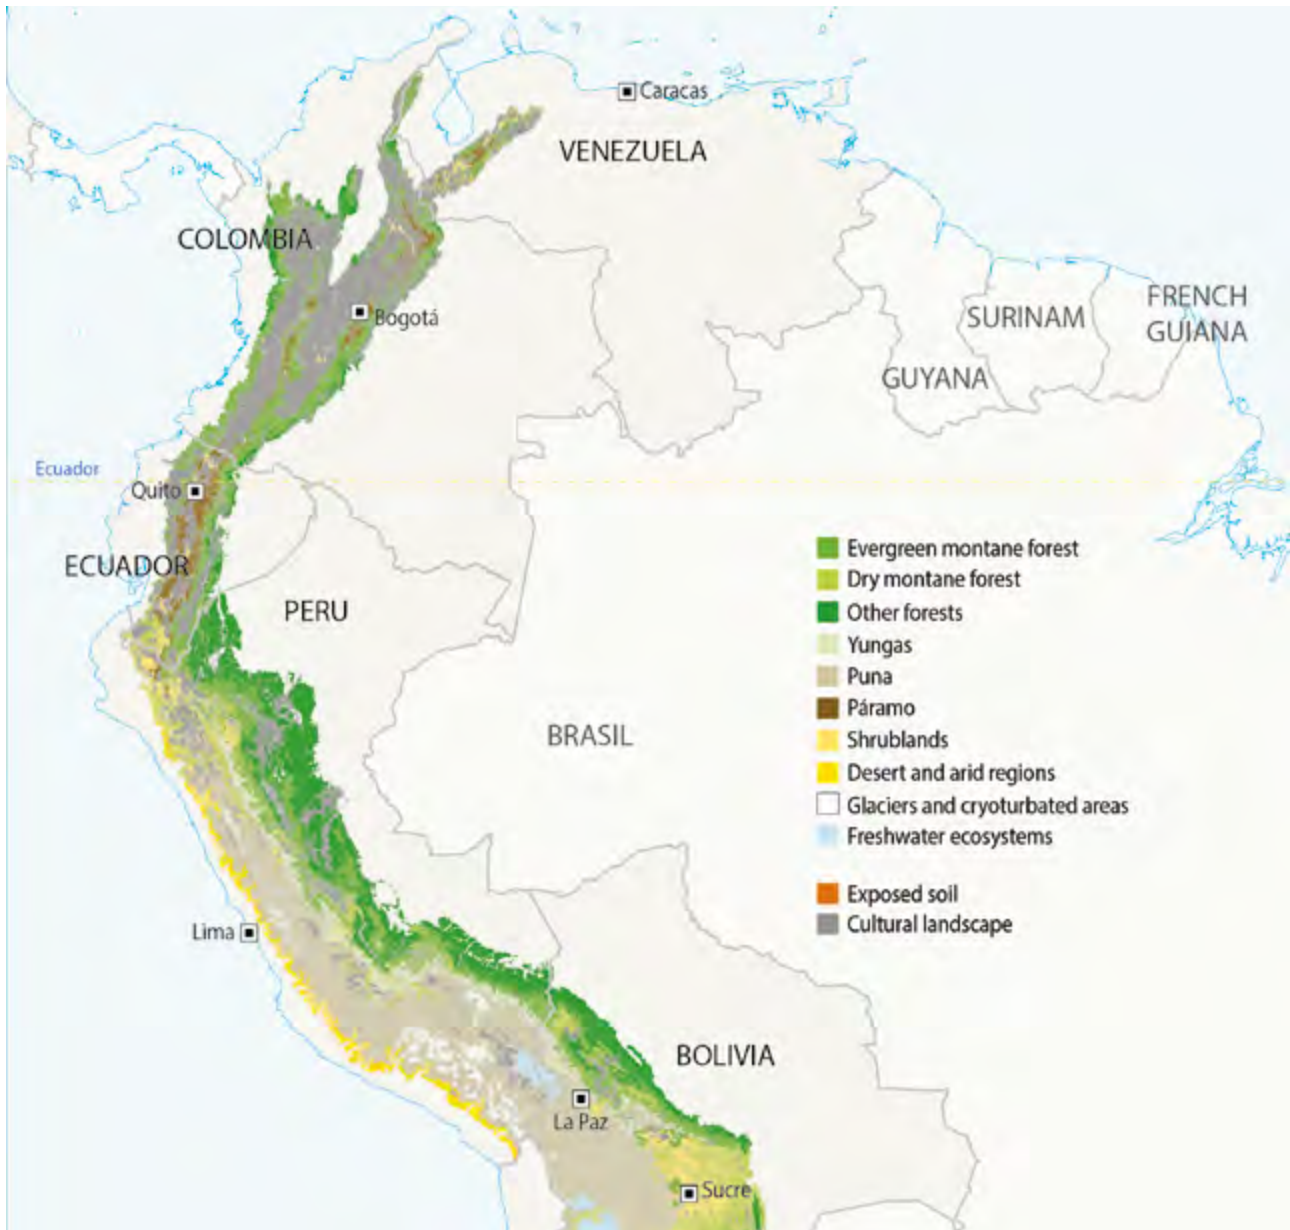 Caracas
VENEZUELA
COLOMBIA
Bogotá
FRENCH
GUIANA
SURINAM
GUYANA
Ecuador
Quito
ECUADOR
PERU
BRASIL
Lima
BOLIVIA
La Paz
Sucre
Evergreen montane forest
Dry montane forest
Other forests
Yungas
Puna
Páramo
Shrublands
Desert and arid regions
Glaciers and cryoturbated areas
Freshwater ecosystems
Exposed soil
Cultural landscape